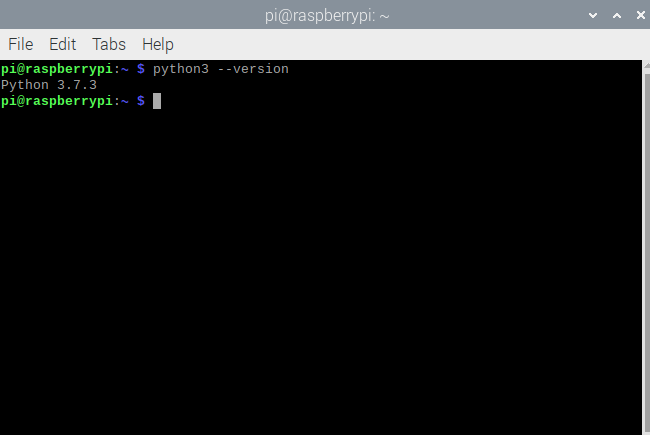 pi@raspberrypi: ~
File Edit Tabs Help
pi@raspberrypi:~ $ python3 --version
Python 3.7.3
pi@raspberrypi:~ $